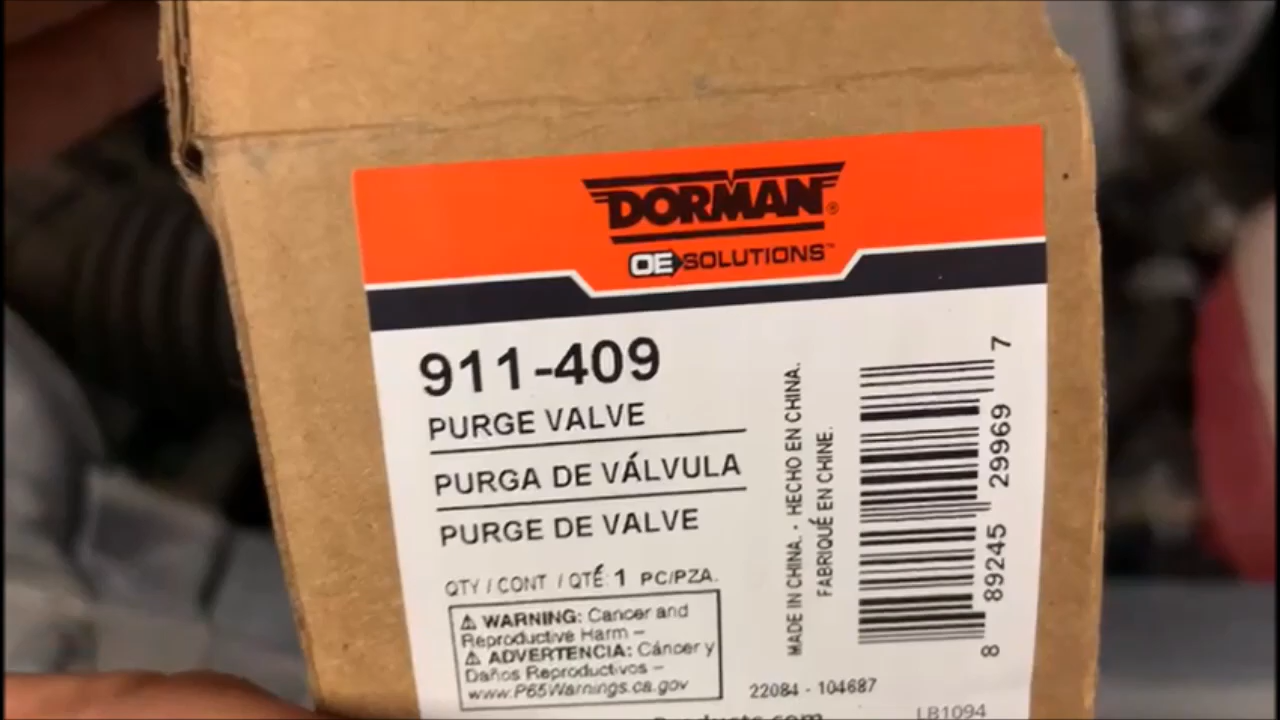 DORMAN®
OE SOLUTIONS™
911-409
PURGE VALVE
PURGA DE VÁLVULA
PURGE DE VALVE
QTY / CONT / QTÉ: 1 PC/PZA.
⚠ WARNING: Cancer and
Reproductive Harm –
⚠ ADVERTENCIA: Cáncer y
Daños Reproductivos –
www.P65Warnings.ca.gov
MADE IN CHINA. · HECHO EN CHINA.
FABRIQUÉ EN CHINE.
8 89245 29969 7
22084 - 104687
LB1094